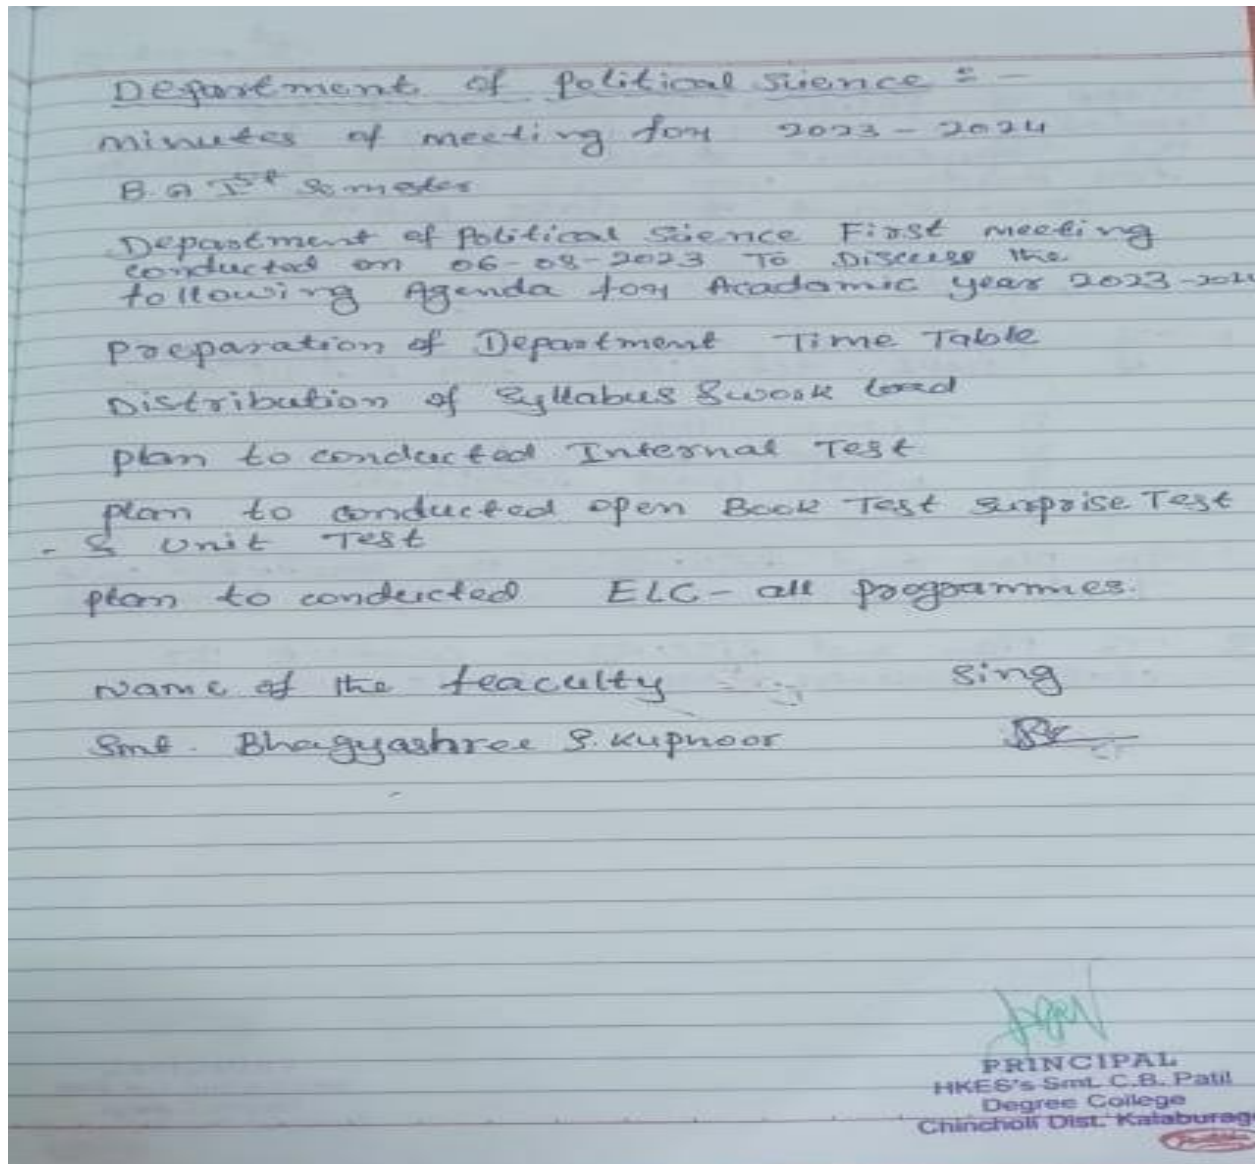 Department of Political Sience : -
minutes of meeting for 2023 - 2024
B.A Ist Semester
Department of Political Sience First meeting
conducted on 06-08-2023 To Discuss the
following Agenda for Acadamic year 2023-2024
Preparation of Department Time Table
Distribution of Syllabus & work load
plan to conducted Internal Test
plan to conducted open Book Test Surprise Test
- & Unit Test
plan to conducted ELC - all programmes.
Name of the feaculty
Sing
Smt. Bhagyashree S. Kupnoor
PRINCIPAL
HKES's Smt. C.B. Patil
Degree College
Chincholi Dist. Kalaburag